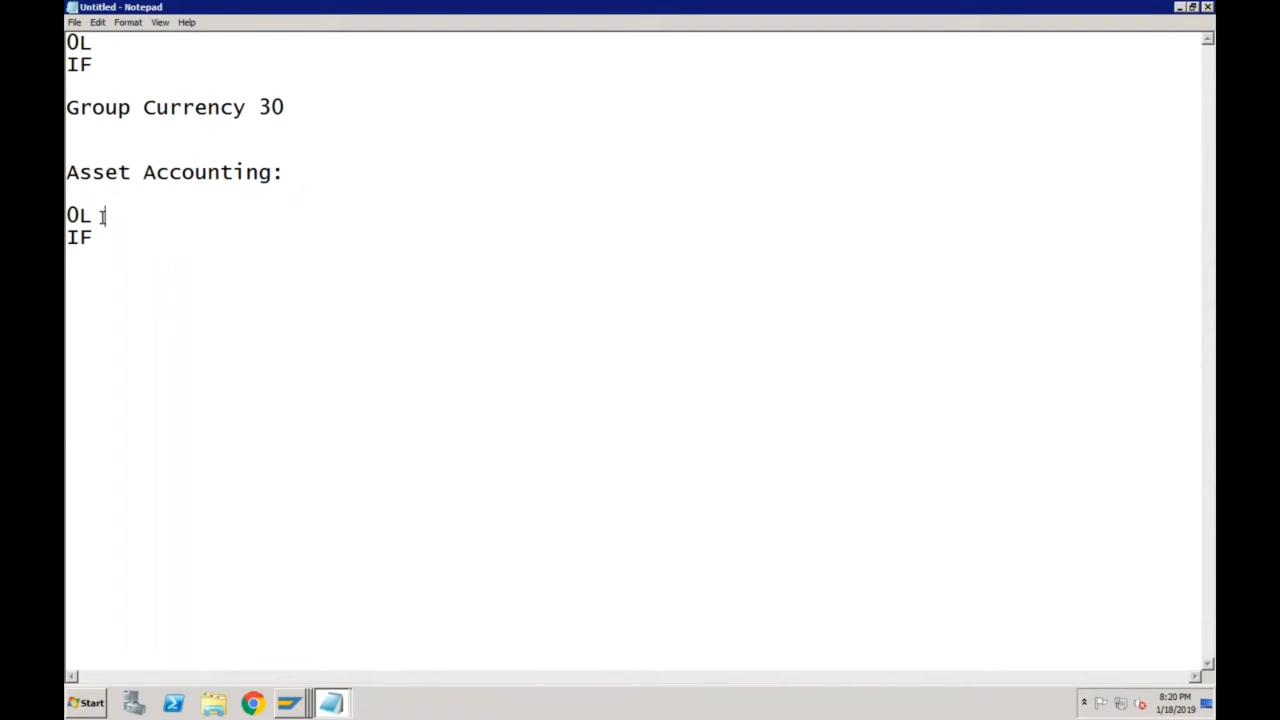 Untitled - Notepad
File Edit Format View Help
0L
IF
Group Currency 30
Asset Accounting:
0L
IF
Start
8:20 PM
1/18/2019